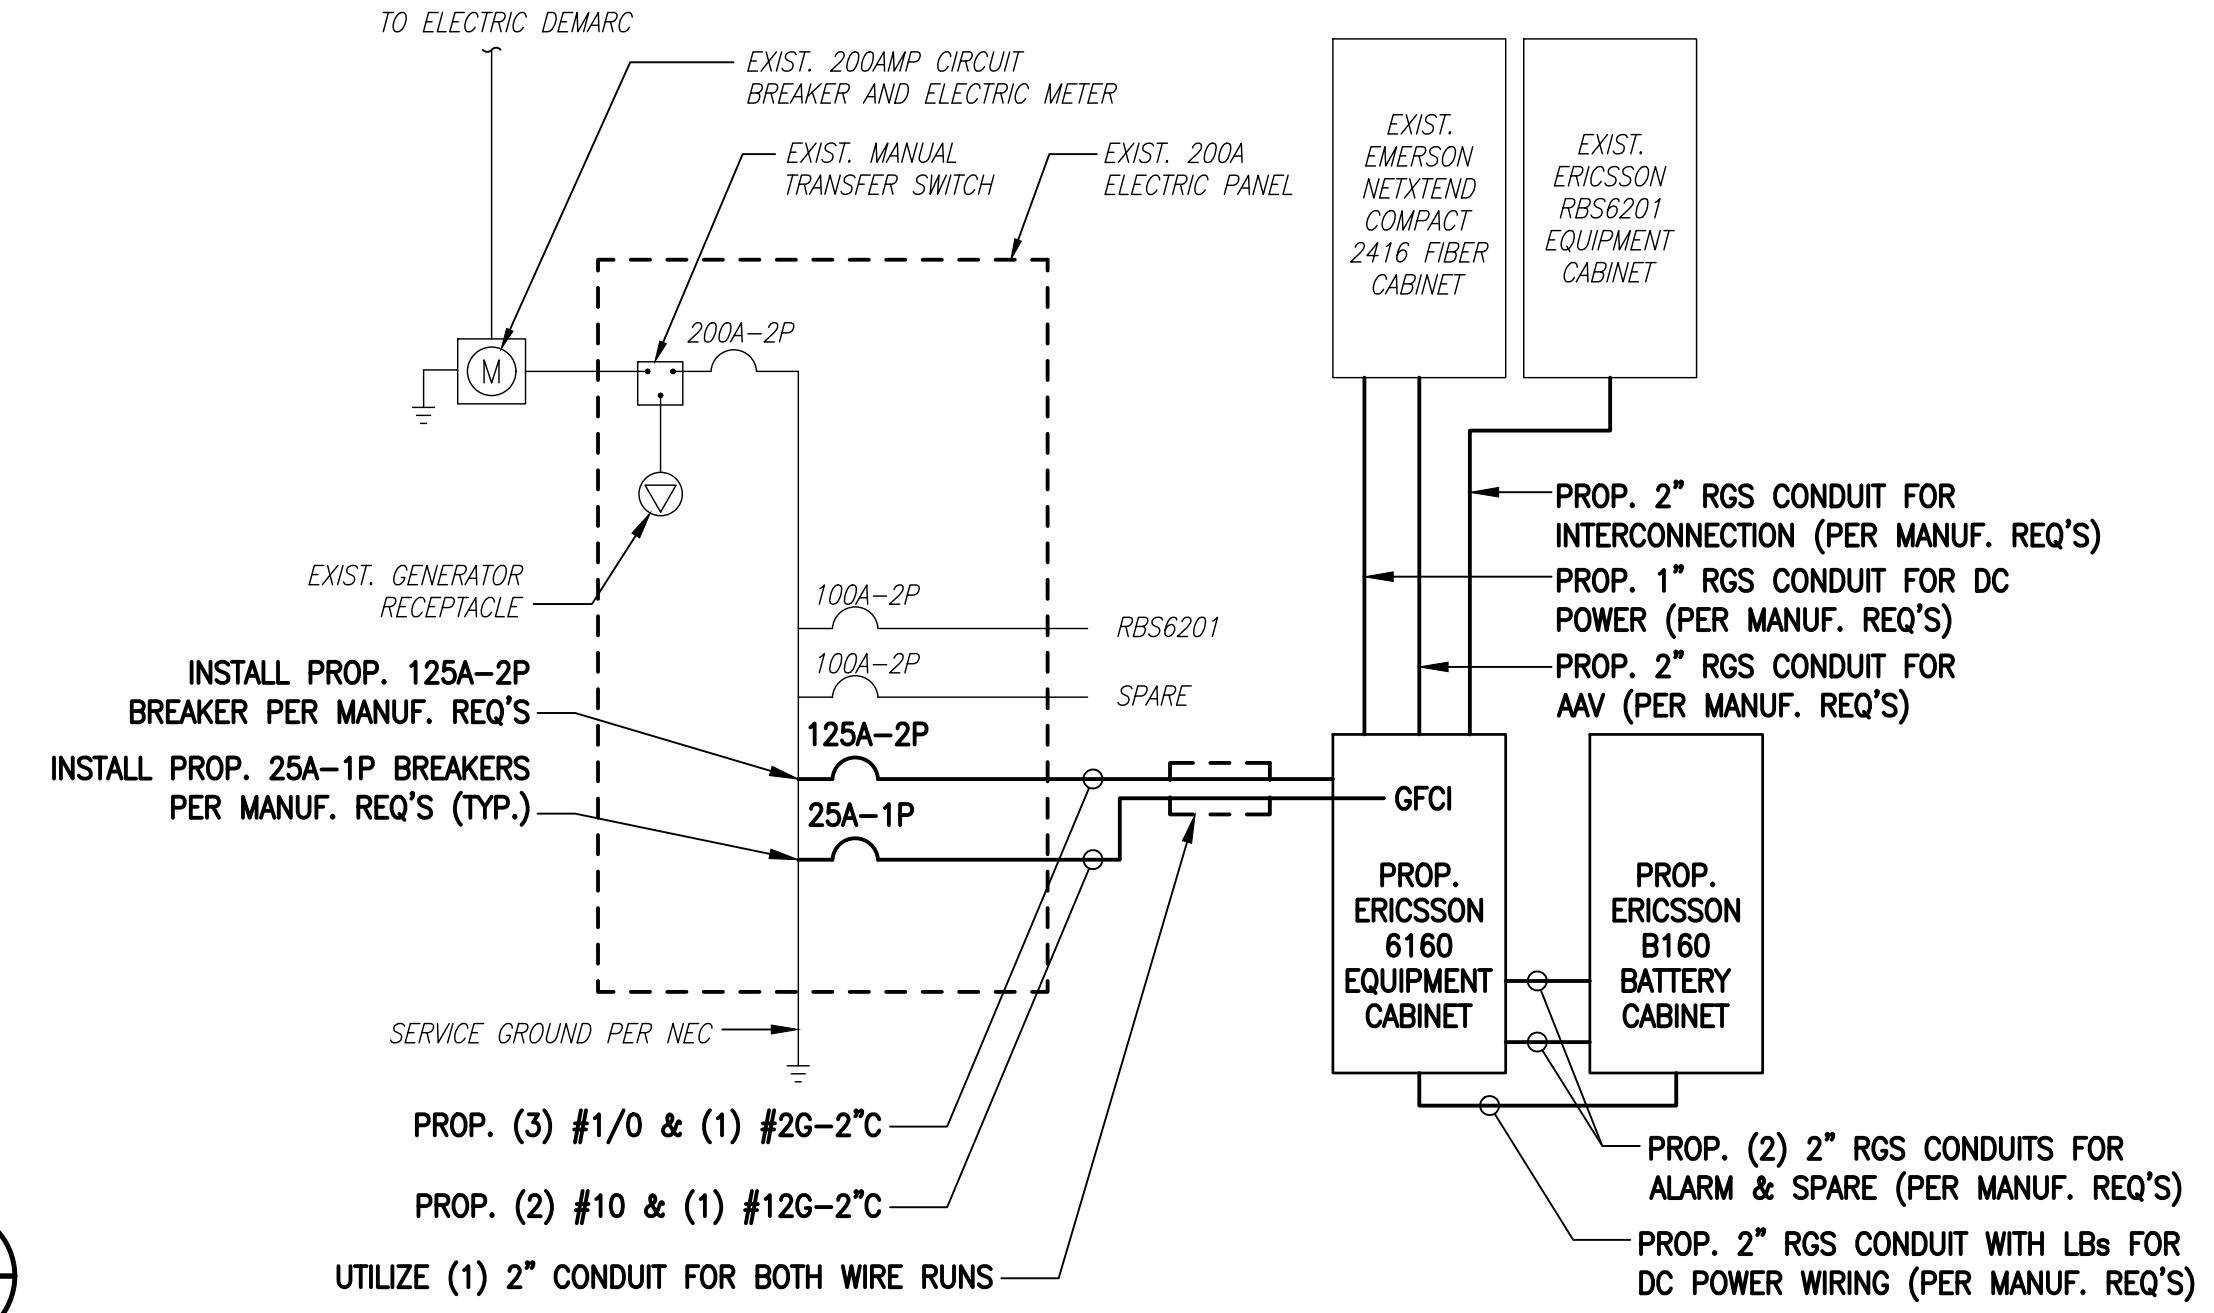 TO ELECTRIC DEMARC
EXIST. 200AMP CIRCUIT
BREAKER AND ELECTRIC METER
EXIST. MANUAL
TRANSFER SWITCH
EXIST. 200A
ELECTRIC PANEL
EXIST.
EMERSON
NETXTEND
COMPACT
2416 FIBER
CABINET
EXIST.
ERICSSON
RBS6201
EQUIPMENT
CABINET
200A-2P
M
EXIST. GENERATOR
RECEPTACLE
100A-2P
RBS6201
100A-2P
SPARE
INSTALL PROP. 125A-2P
BREAKER PER MANUF. REQ'S
125A-2P
INSTALL PROP. 25A-1P BREAKERS
PER MANUF. REQ'S (TYP.)
25A-1P
PROP. 2" RGS CONDUIT FOR
INTERCONNECTION (PER MANUF. REQ'S)
PROP. 1" RGS CONDUIT FOR DC
POWER (PER MANUF. REQ'S)
PROP. 2" RGS CONDUIT FOR
AAV (PER MANUF. REQ'S)
GFCI
PROP.
ERICSSON
6160
EQUIPMENT
CABINET
PROP.
ERICSSON
B160
BATTERY
CABINET
SERVICE GROUND PER NEC
PROP. (3) #1/0 & (1) #2G-2"C
PROP. (2) #10 & (1) #12G-2"C
UTILIZE (1) 2" CONDUIT FOR BOTH WIRE RUNS
PROP. (2) 2" RGS CONDUITS FOR
ALARM & SPARE (PER MANUF. REQ'S)
PROP. 2" RGS CONDUIT WITH LBs FOR
DC POWER WIRING (PER MANUF. REQ'S)